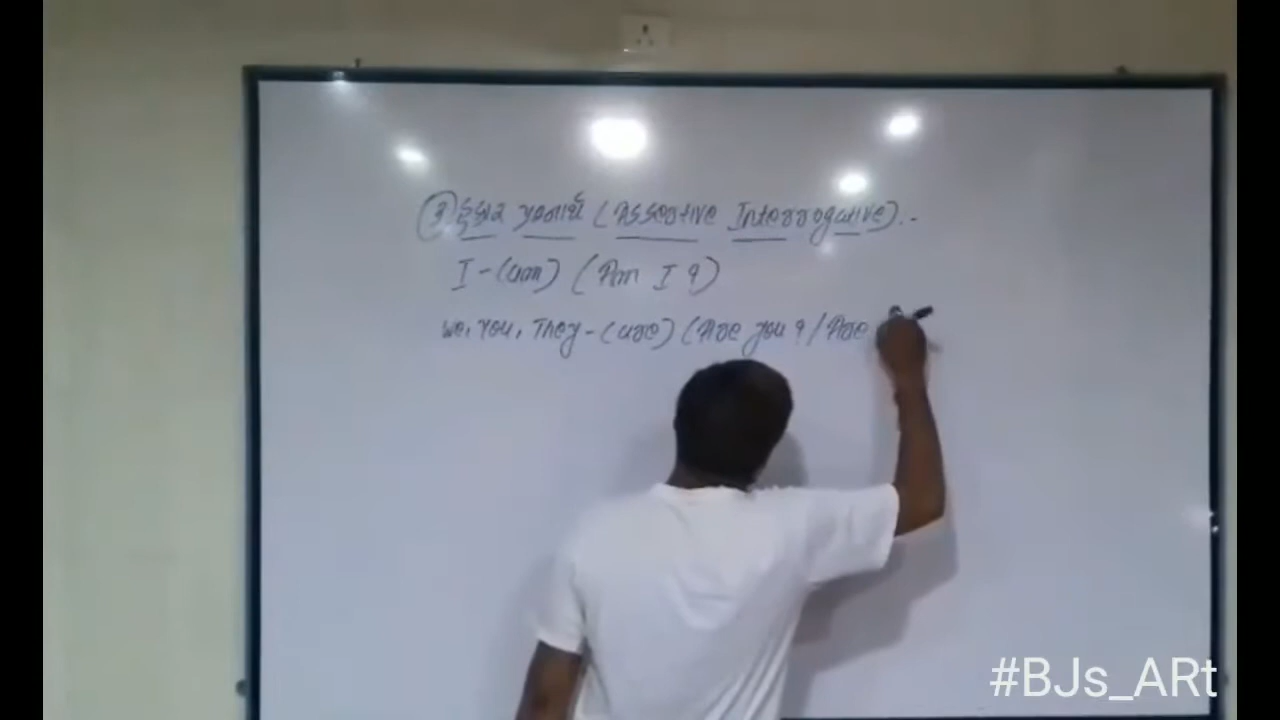 (Assertive Interrogative).-
I - (am) (Am I ?)
We, You, They - (are) (Are you ? / Are
#BJs_ARt